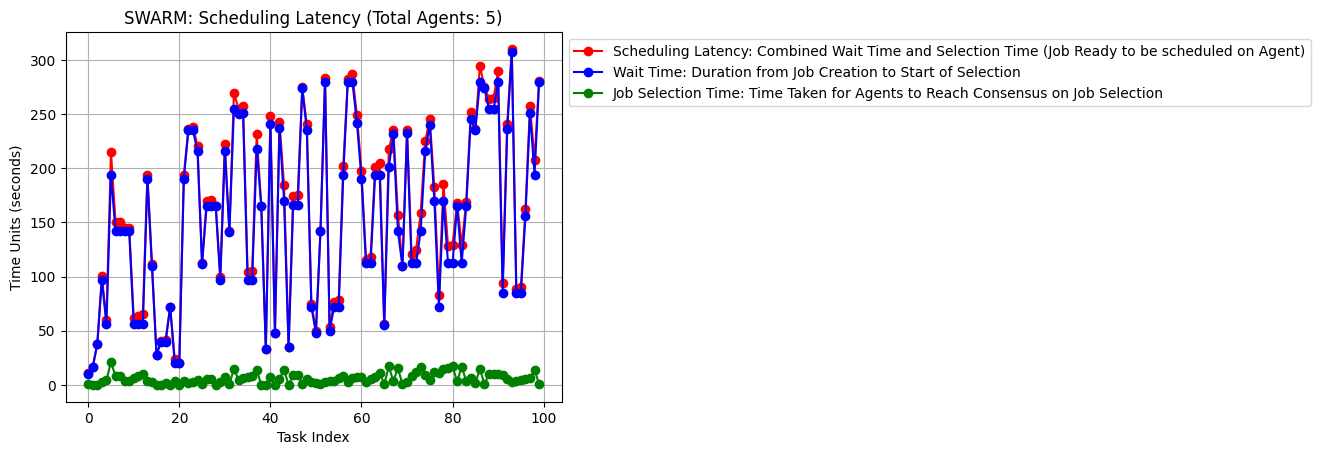 SWARM: Scheduling Latency (Total Agents: 5)
Scheduling Latency: Combined Wait Time and Selection Time (Job Ready to be scheduled on Agent)
Wait Time: Duration from Job Creation to Start of Selection
Job Selection Time: Time Taken for Agents to Reach Consensus on Job Selection
Time Units (seconds)
300
250
200
150
100
50
0
0 20 40 60 80 100
Task Index